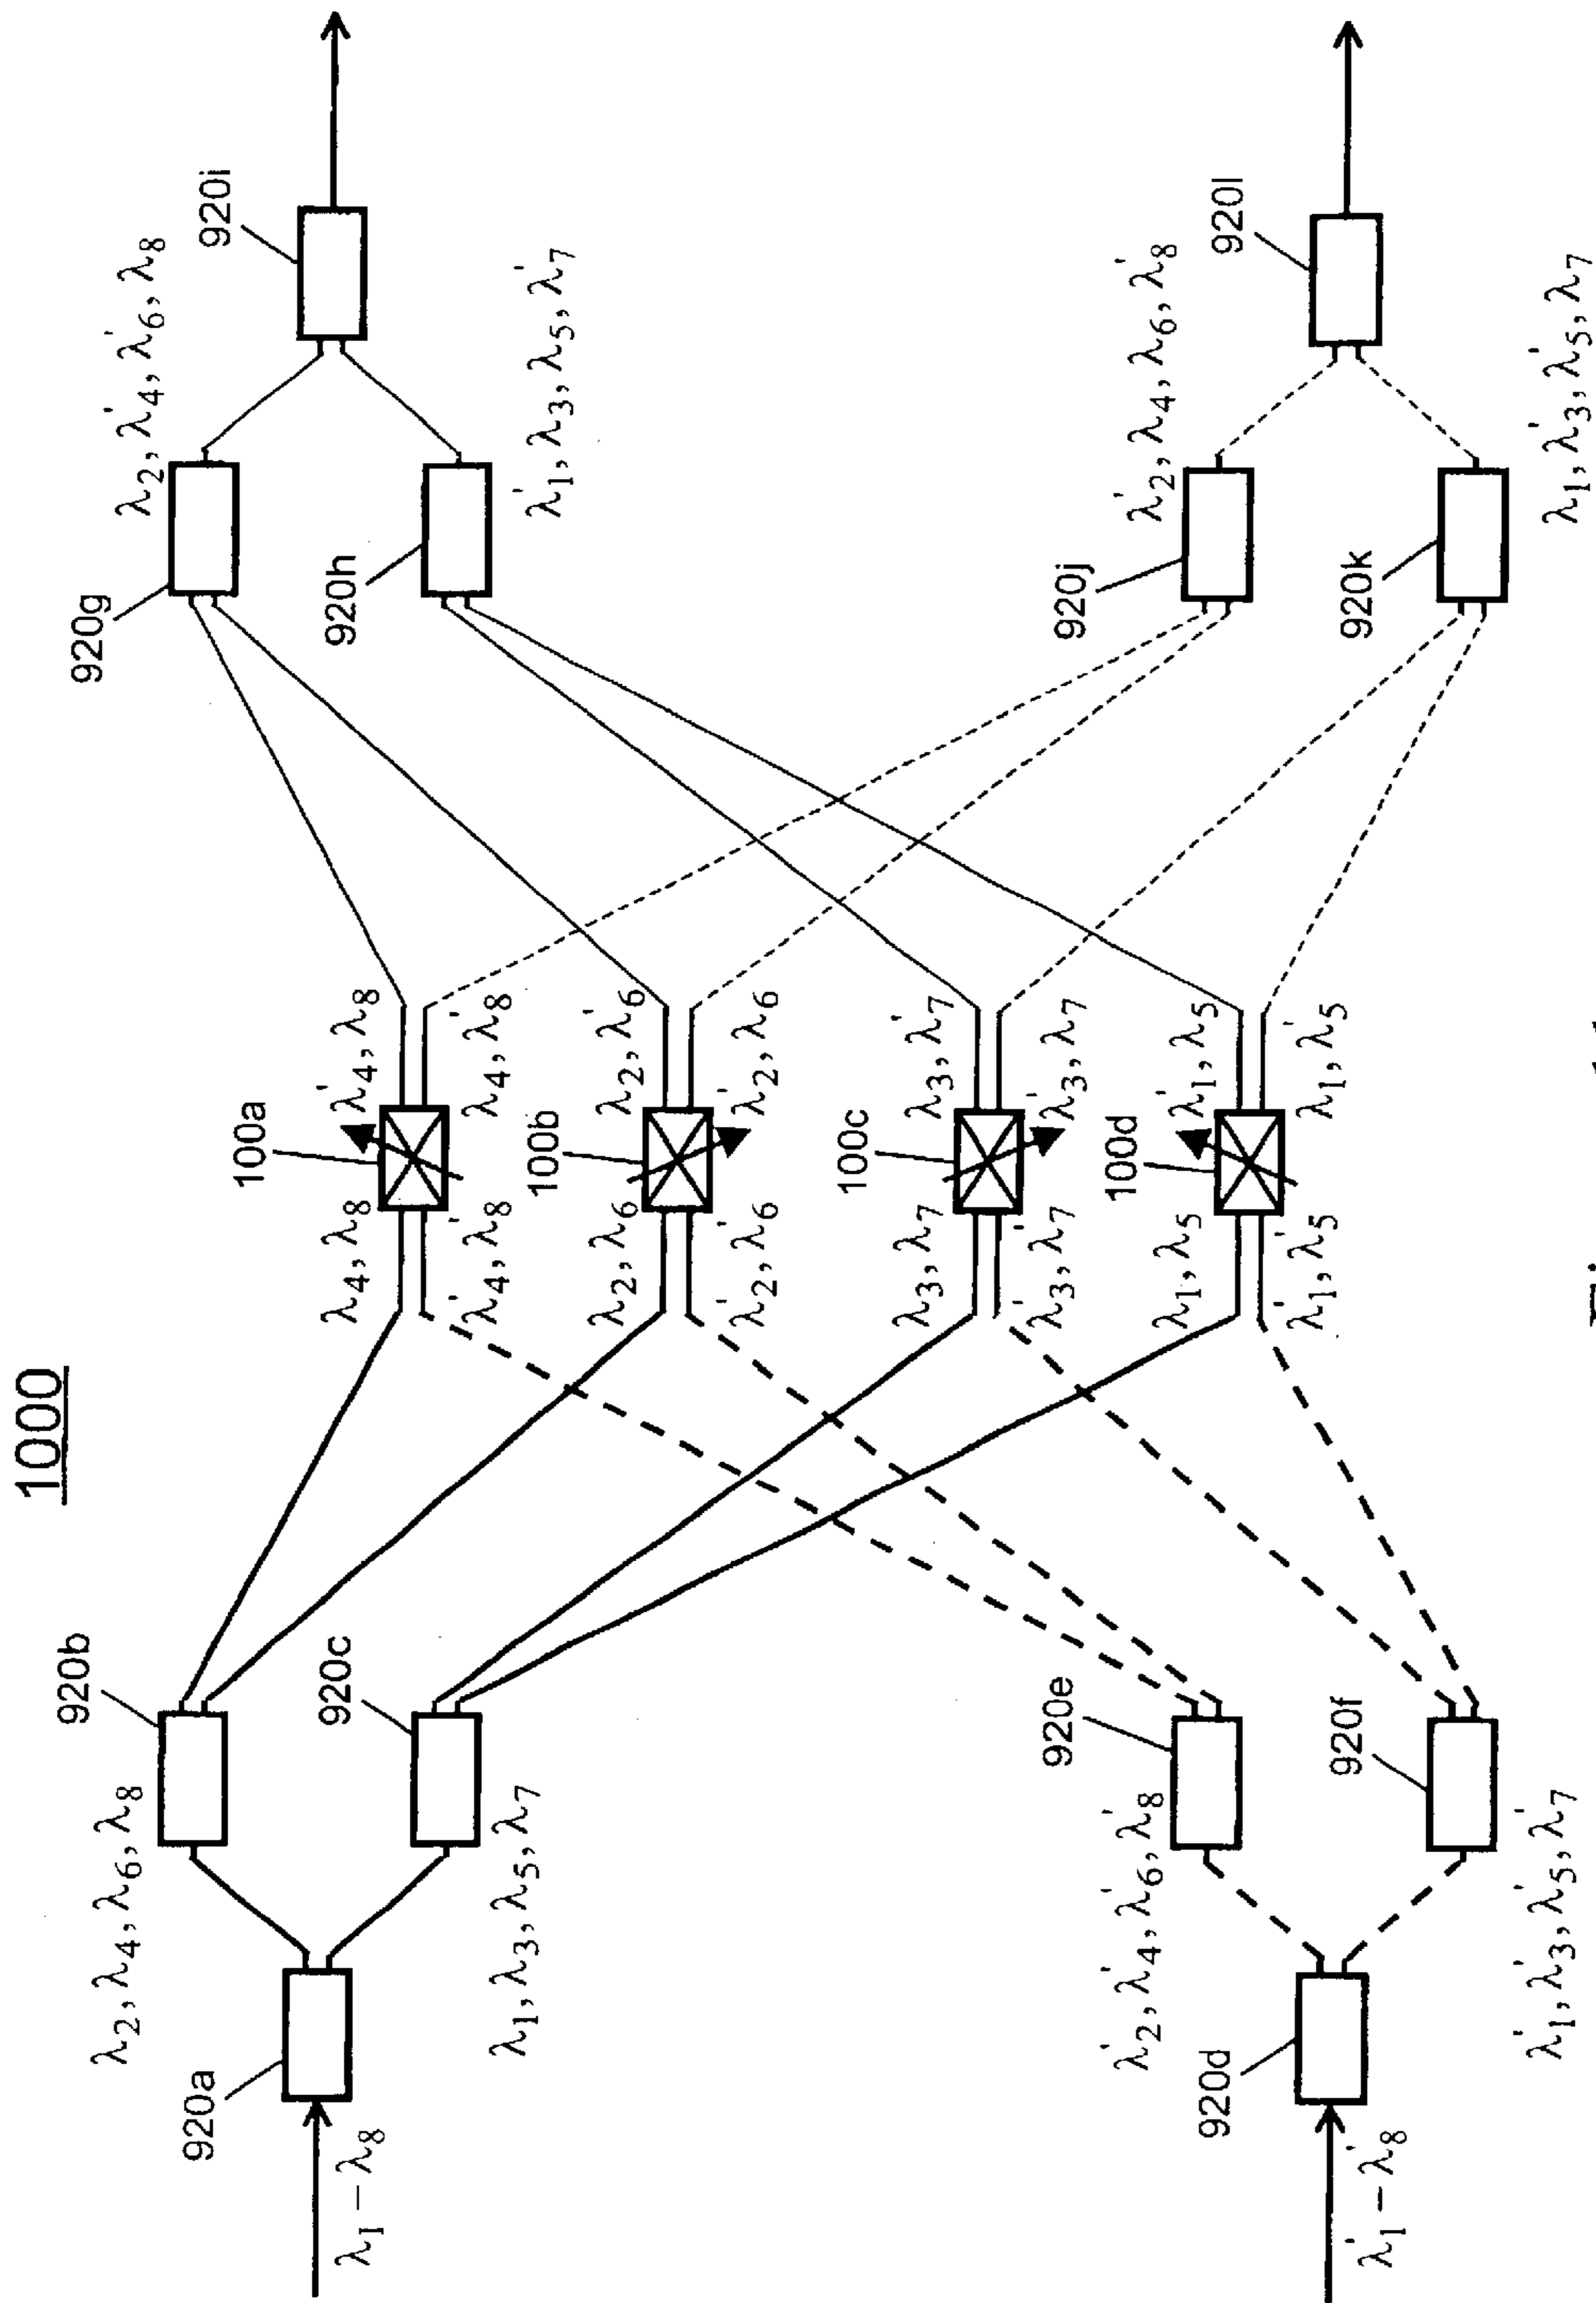 1000
920b
920g
λ₂, λ₄, λ₆, λ₈
λ₂, λ'₄, λ'₆, λ₈
920a
920i
920c
920h
λ₁ – λ₈
λ₁, λ₃, λ₅, λ₇
λ'₁, λ₃, λ₅, λ'₇
100a
λ₄, λ₈
λ'₄, λ₈
λ'₄, λ'₈
λ₄, λ'₈
100b
λ₂, λ₆
λ₂, λ'₆
λ'₂, λ'₆
λ'₂, λ₆
100c
λ₃, λ₇
λ₃, λ'₇
λ'₃, λ'₇
λ'₃, λ₇
100d
λ₁, λ₅
λ'₁, λ₅
λ'₁, λ'₅
λ₁, λ'₅
920e
920j
λ'₂, λ'₄, λ'₆, λ'₈
λ'₂, λ₄, λ₆, λ'₈
920d
920l
920f
920k
λ'₁ – λ'₈
λ'₁, λ'₃, λ'₅, λ'₇
λ₁, λ'₃, λ'₅, λ₇